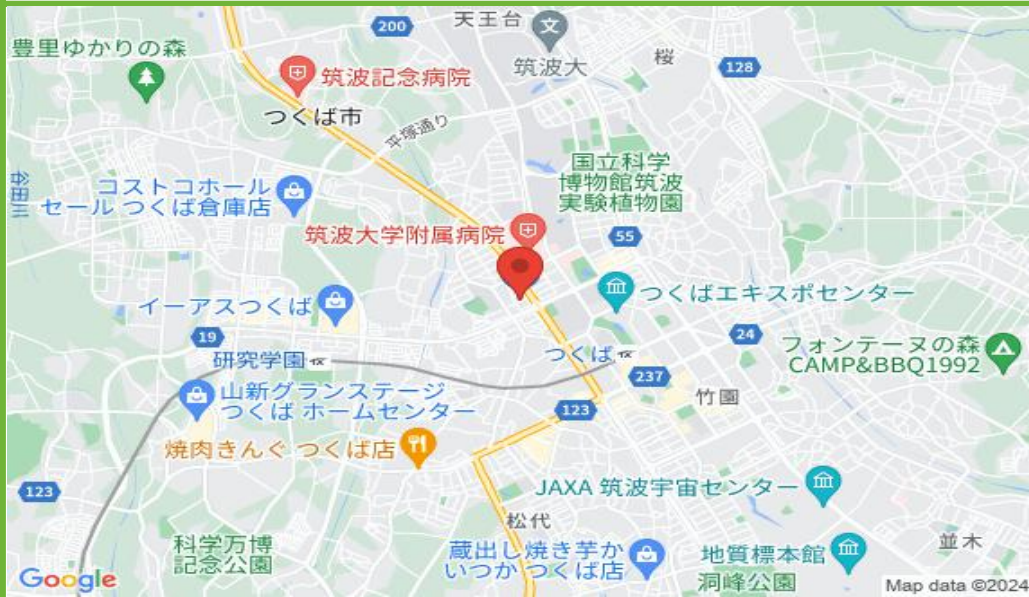 天王台
200
豊里ゆかりの森
筑波大
桜
128
筑波記念病院
つくば市
平塚通り
国立科学
博物館筑波
実験植物園
谷田川
コストコホール
セール つくば倉庫店
筑波大学附属病院
55
イーアスつくば
つくばエキスポセンター
19
24
研究学園 駅
つくば 駅
フォンテーヌの森
CAMP&BBQ1992
237
山新グランステージ
つくば ホームセンター
竹園
123
焼肉きんぐ つくば店
123
JAXA 筑波宇宙センター
松代
科学万博
記念公園
蔵出し焼き芋か
いつか つくば店
地質標本館
並木
洞峰公園
Google
Map data ©2024